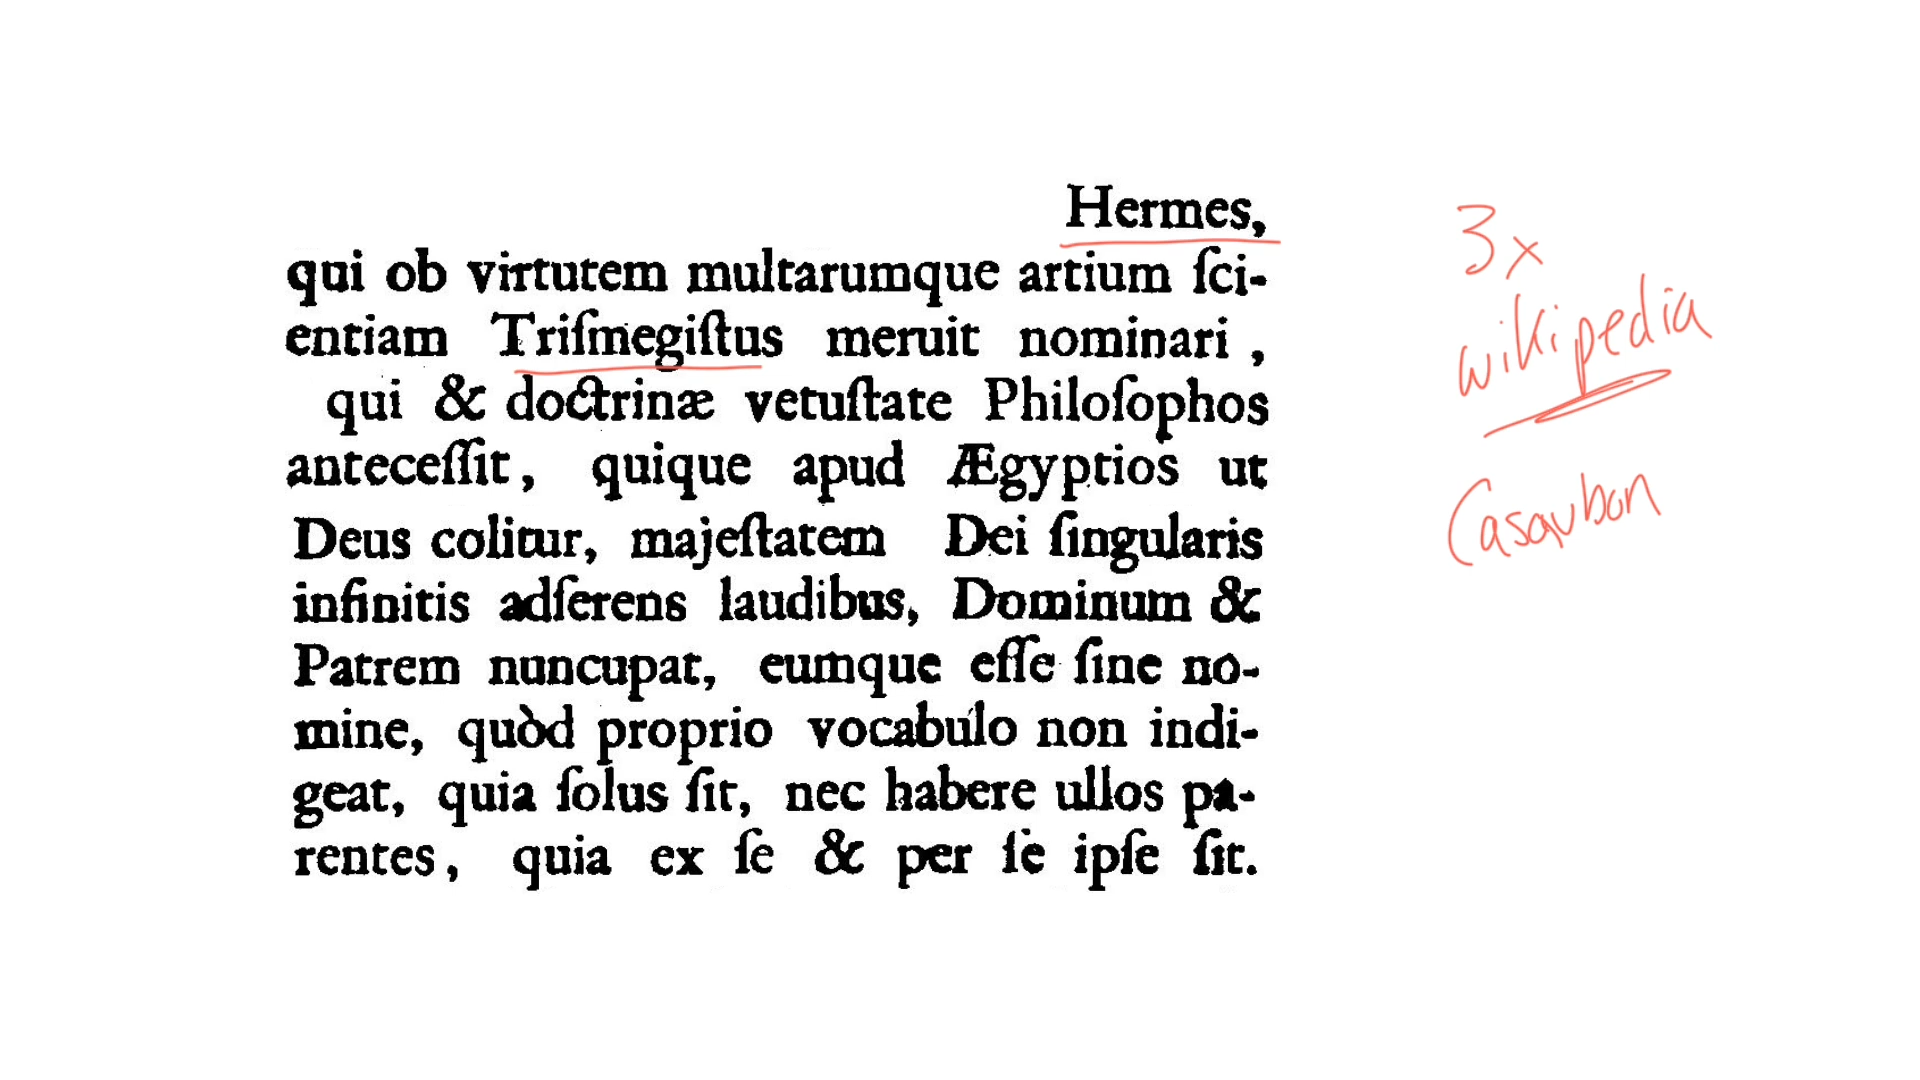 Hermes,
qui ob virtutem multarumque artium ſci-
entiam Triſmegiſtus meruit nominari ,
qui & doctrinæ vetuſtate Philoſophos
anteceſſit, quique apud Ægyptios ut
Deus colitur, majeſtatem Dei ſingularis
infinitis adſerens laudibus, Dominum &
Patrem nuncupat, eumque eſſe ſine no-
mine, quòd proprio vocabulo non indi-
geat, quia ſolus ſit, nec habere ullos pa-
rentes, quia ex ſe & per ſe ipſe ſit.
3x
wikipedia
Casaubon